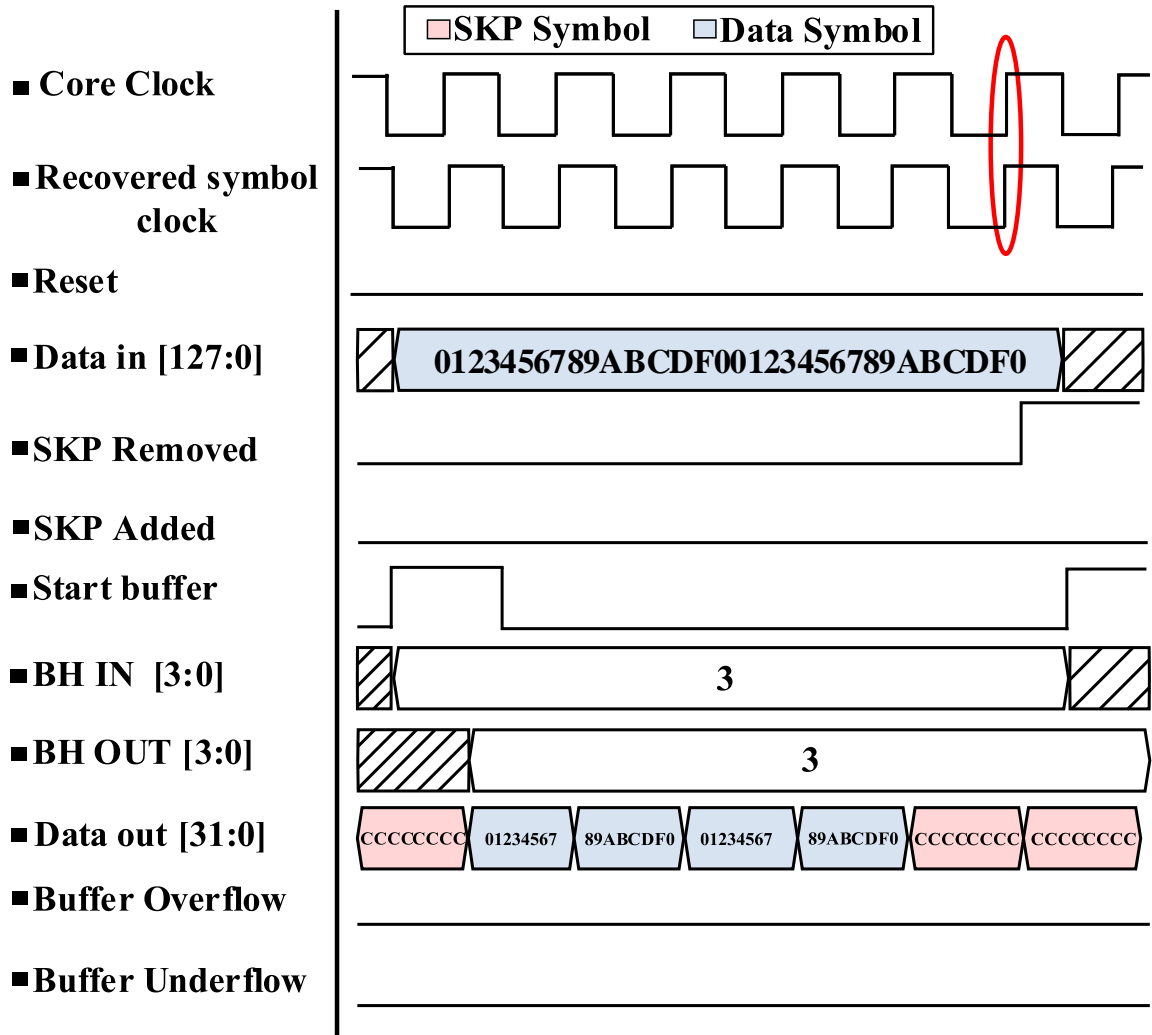 SKP Symbol Data Symbol
Core Clock
Recovered symbol
clock
Reset
Data in [127:0]
0123456789ABCDF00123456789ABCDF0
SKP Removed
SKP Added
Start buffer
BH IN [3:0]
3
BH OUT [3:0]
3
Data out [31:0]
CCCCCCCC 01234567 89ABCDF0 01234567 89ABCDF0 CCCCCCCC CCCCCCCC
Buffer Overflow
Buffer Underflow